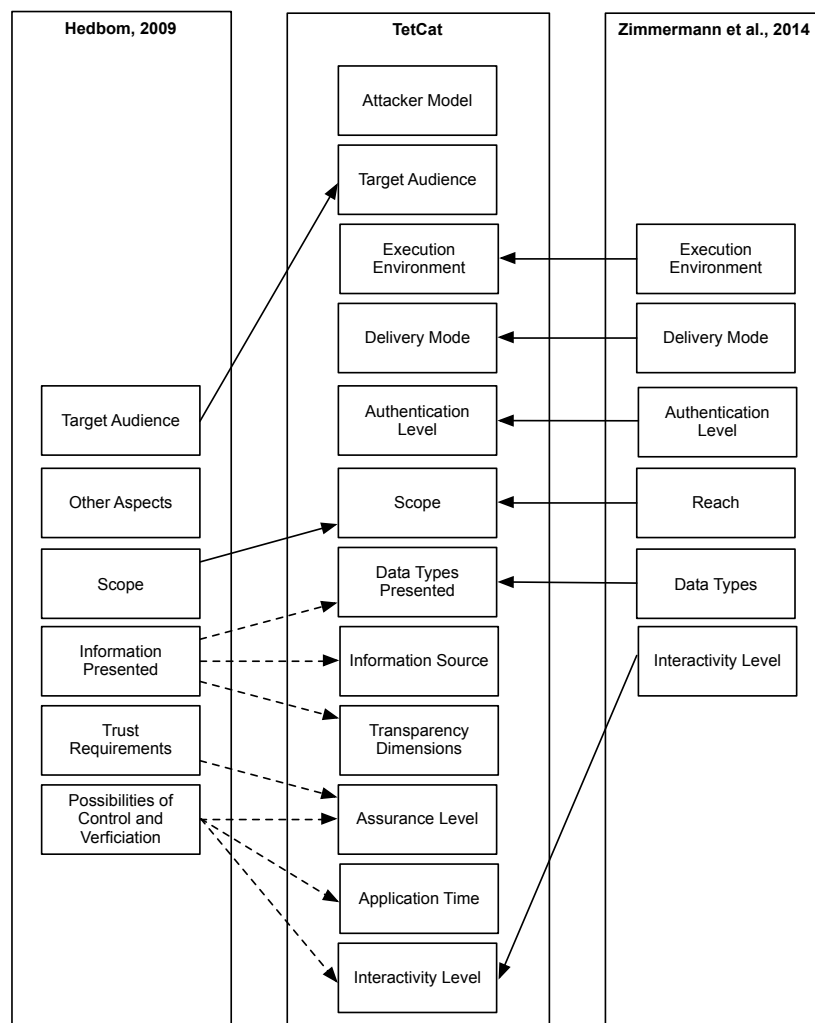 Hedbom, 2009
Target Audience
Other Aspects
Scope
Information
Presented
Trust
Requirements
Possibilities of
Control and
Verficiation
TetCat
Attacker Model
Target Audience
Execution
Environment
Delivery Mode
Authentication
Level
Scope
Data Types
Presented
Information Source
Transparency
Dimensions
Assurance Level
Application Time
Interactivity Level
Zimmermann et al., 2014
Execution
Environment
Delivery Mode
Authentication
Level
Reach
Data Types
Interactivity Level